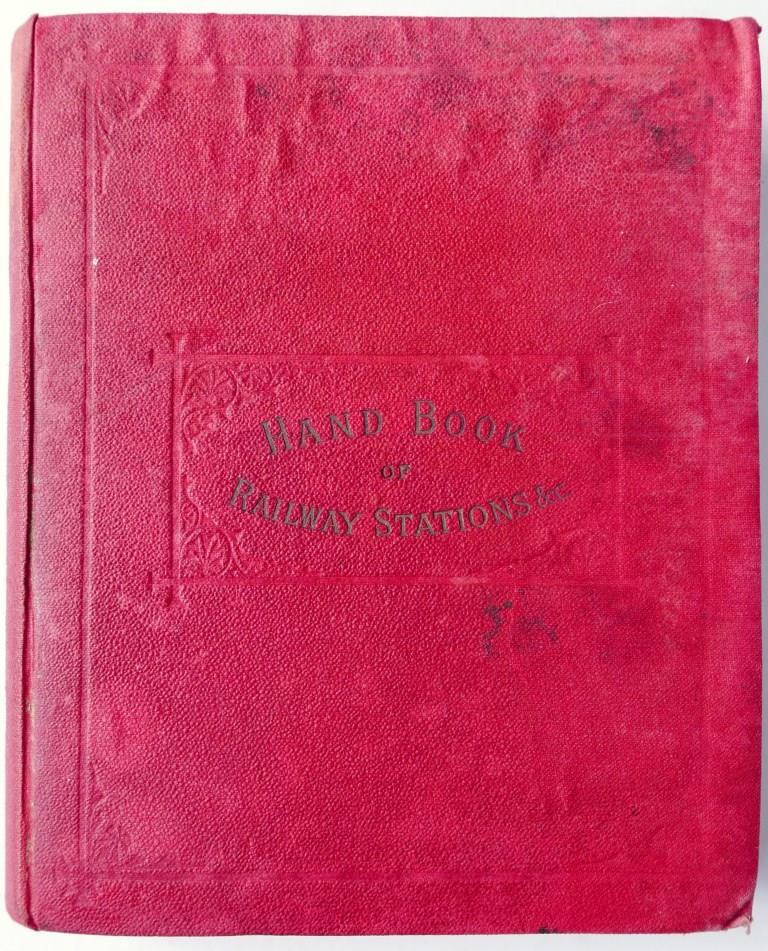 HAND BOOK
OF
RAILWAY STATIONS &c.